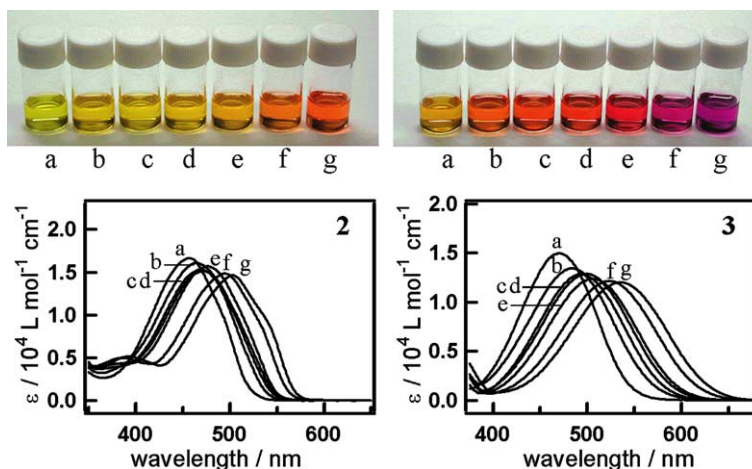 a b c d e f g
a b c d e f g
2
2.0
1.5
1.0
0.5
0.0
ε / 10⁴ L mol⁻¹ cm⁻¹
a
b
c d
e f g
400 500 600
wavelength / nm
3
2.0
1.5
1.0
0.5
0.0
ε / 10⁴ L mol⁻¹ cm⁻¹
a
b
c d
e
f g
400 500 600
wavelength / nm